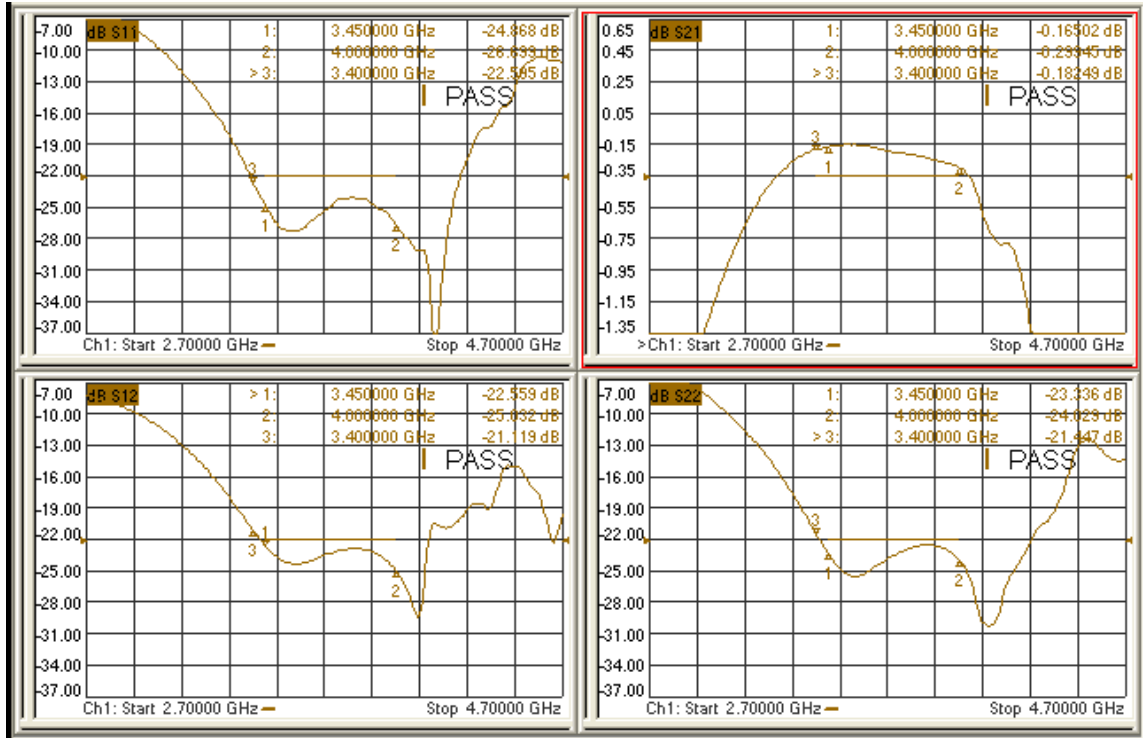 dB S11
1: 3.450000 GHz -24.868 dB
2: 4.000000 GHz
> 3: 3.400000 GHz
PASS
-7.00
-10.00
-13.00
-16.00
-19.00
-22.00
-25.00
-28.00
-31.00
-34.00
-37.00
3
1
2
Ch1: Start 2.70000 GHz
Stop 4.70000 GHz
dB S21
1: 3.450000 GHz -0.16502 dB
2: 4.000000 GHz
> 3: 3.400000 GHz -0.18249 dB
PASS
0.65
0.45
0.25
0.05
-0.15
-0.35
-0.55
-0.75
-0.95
-1.15
-1.35
3
1
2
>Ch1: Start 2.70000 GHz
Stop 4.70000 GHz
dB S12
> 1: 3.450000 GHz -22.559 dB
2: 4.000000 GHz
3: 3.400000 GHz -21.119 dB
PASS
-7.00
-10.00
-13.00
-16.00
-19.00
-22.00
-25.00
-28.00
-31.00
-34.00
-37.00
1
3
2
Ch1: Start 2.70000 GHz
Stop 4.70000 GHz
dB S22
1: 3.450000 GHz -23.336 dB
2: 4.000000 GHz
> 3: 3.400000 GHz -21.447 dB
PASS
-7.00
-10.00
-13.00
-16.00
-19.00
-22.00
-25.00
-28.00
-31.00
-34.00
-37.00
3
1
2
Ch1: Start 2.70000 GHz
Stop 4.70000 GHz